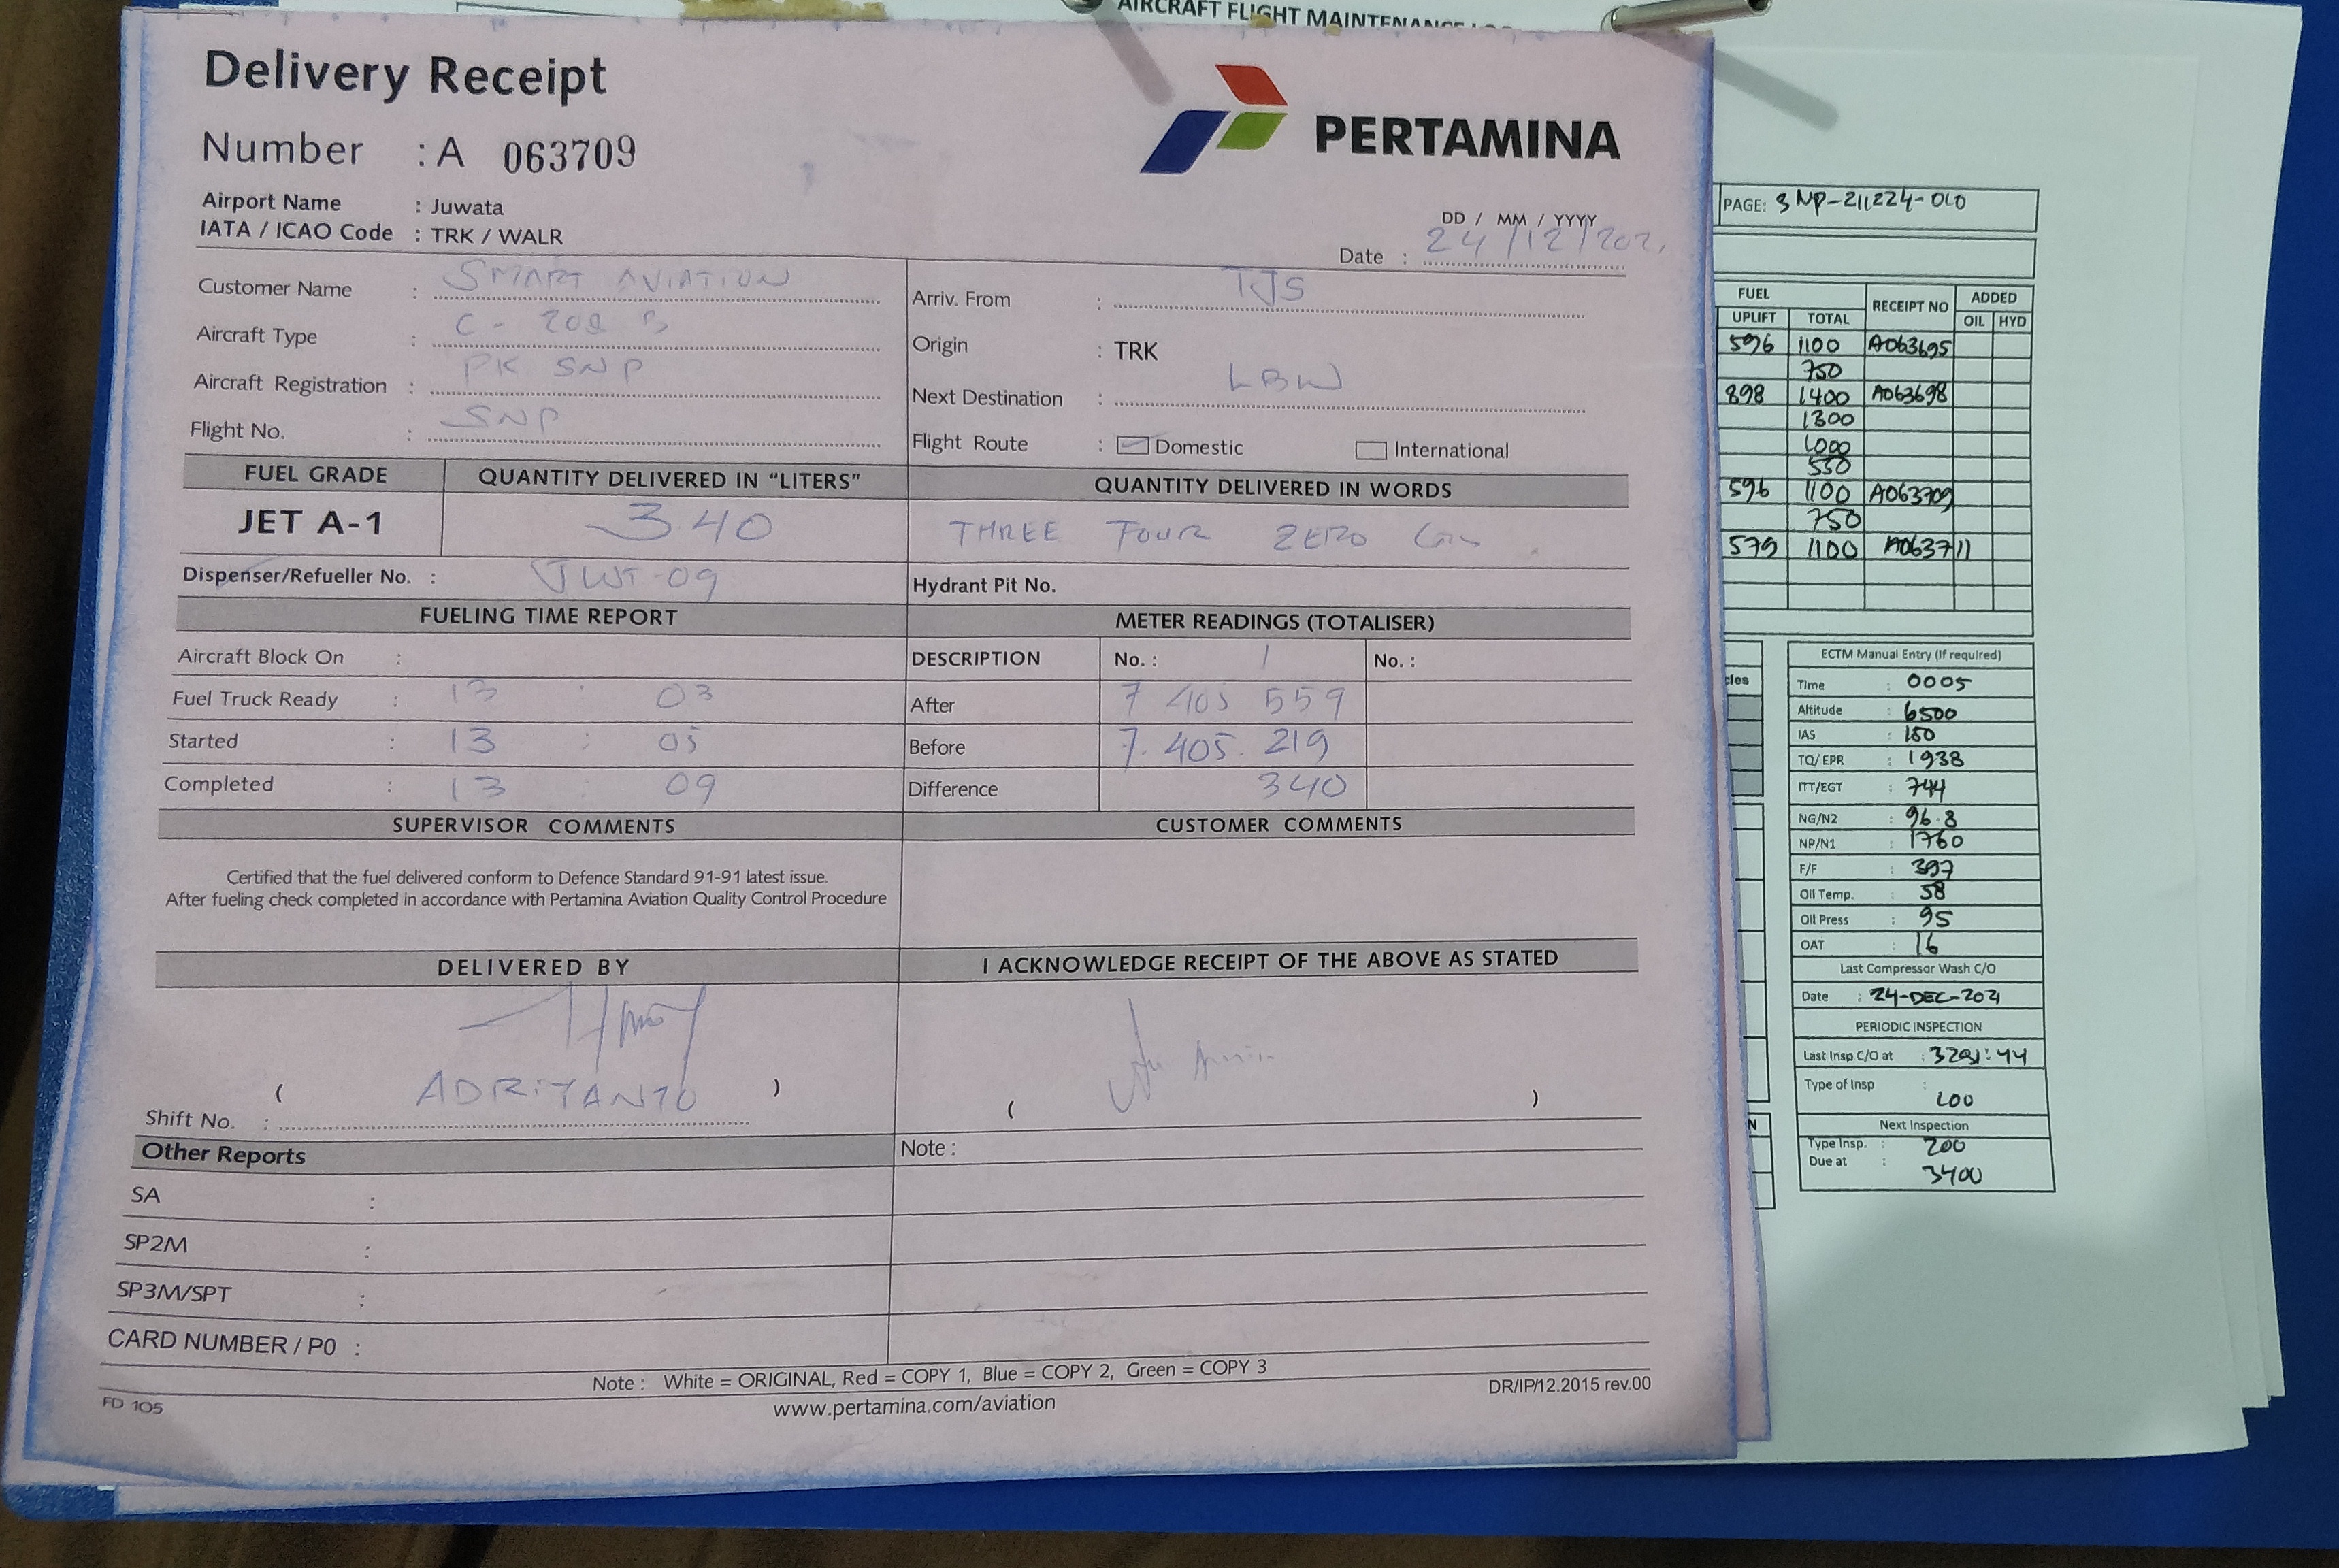 AIRCRAFT FLIGHT MAINTENANCE
Delivery Receipt
Number : A 063709
PERTAMINA
Airport Name : Juwata
IATA / ICAO Code : TRK / WALR
DD / MM / YYYY
Date : 24/12/202
Customer Name : SMART AVIATION
Arriv. From : TJS
Aircraft Type : C - 208 B
Origin : TRK
Aircraft Registration : PK SNP
Next Destination : LBW
Flight No. : SNP
Flight Route : Domestic International
FUEL GRADE QUANTITY DELIVERED IN "LITERS" QUANTITY DELIVERED IN WORDS
JET A-1 340 THREE FOUR ZERO
Dispenser/Refueller No. : JWT-09 Hydrant Pit No.
FUELING TIME REPORT METER READINGS (TOTALISER)
Aircraft Block On : DESCRIPTION No. : 1 No. :
Fuel Truck Ready : 13 : 03 After 7 405 559
Started : 13 : 05 Before 7. 405. 219
Completed : 13 : 09 Difference 340
SUPERVISOR COMMENTS CUSTOMER COMMENTS
Certified that the fuel delivered conform to Defence Standard 91-91 latest issue.
After fueling check completed in accordance with Pertamina Aviation Quality Control Procedure
DELIVERED BY I ACKNOWLEDGE RECEIPT OF THE ABOVE AS STATED
( ADRIYANTO ) ( )
Shift No. :
Other Reports Note :
SA :
SP2M :
SP3M/SPT :
CARD NUMBER / P0 :
Note : White = ORIGINAL, Red = COPY 1, Blue = COPY 2, Green = COPY 3
FD 105 www.pertamina.com/aviation DR/IP/12.2015 rev.00
PAGE: SNP-211224-010
FUEL RECEIPT NO ADDED
UPLIFT TOTAL OIL HYD
596 1100 A063695
750
898 1400 A063698
1300
1000
550
596 1100 A063709
750
579 1100 A063711
cles
ECTM Manual Entry (If required)
Time : 0005
Altitude : 6500
IAS : 150
TQ/ EPR : 1938
ITT/EGT : 744
NG/N2 : 96.8
NP/N1 : 1760
F/F : 397
Oil Temp. : 58
Oil Press : 95
OAT : 16
Last Compressor Wash C/O
Date : 24-DEC-2021
PERIODIC INSPECTION
Last Insp C/O at : 3291:44
Type of Insp :
100
N
Next Inspection
Type Insp. : 200
Due at : 3400